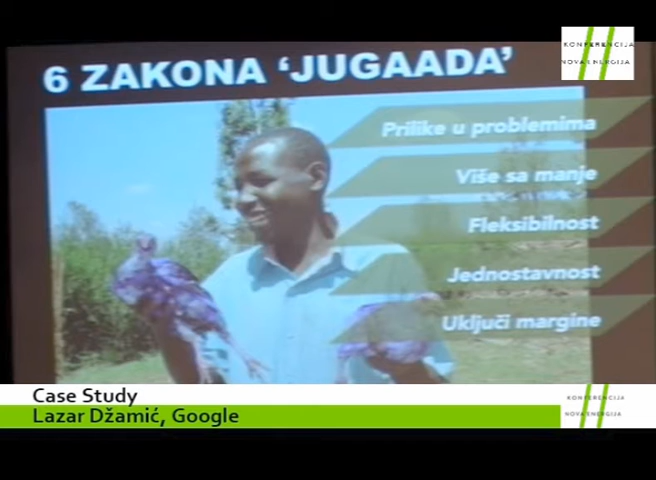 KONFERENCIJA
NOVA ENERGIJA
6 ZAKONA ‘JUGAADA’
Prilike u problemima
Više sa manje
Fleksibilnost
Jednostavnost
Uključi margine
Case Study
Lazar Džamić, Google
KONFERENCIJA
NOVA ENERGIJA